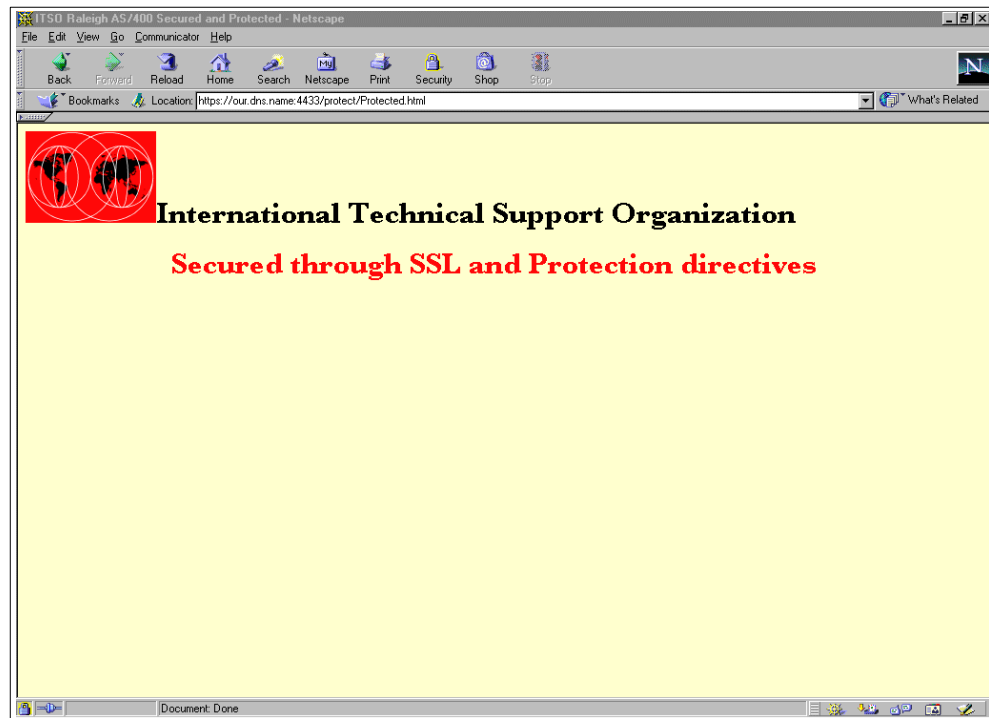 ITSO Raleigh AS/400 Secured and Protected - Netscape
File Edit View Go Communicator Help
Back Forward Reload Home Search Netscape Print Security Shop Stop
Bookmarks Location: https://our.dns.name:4433/protect/Protected.html What's Related
International Technical Support Organization
Secured through SSL and Protection directives
Document: Done